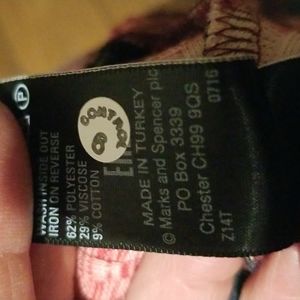 P
WASH INSIDE OUT
IRON ON REVERSE
62% POLYESTER
29% VISCOSE
9% COTTON
CONTROL
MADE IN TURKEY
© Marks and Spencer plc
PO Box 3339
Chester CH99 9QS
Z14T
0716